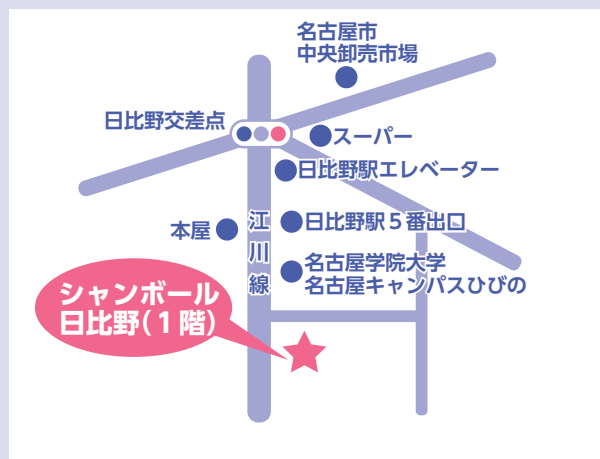 名古屋市
中央卸売市場
日比野交差点
スーパー
日比野駅エレベーター
本屋
江川線
日比野駅５番出口
名古屋学院大学
名古屋キャンパスひびの
シャンボール
日比野(１階)